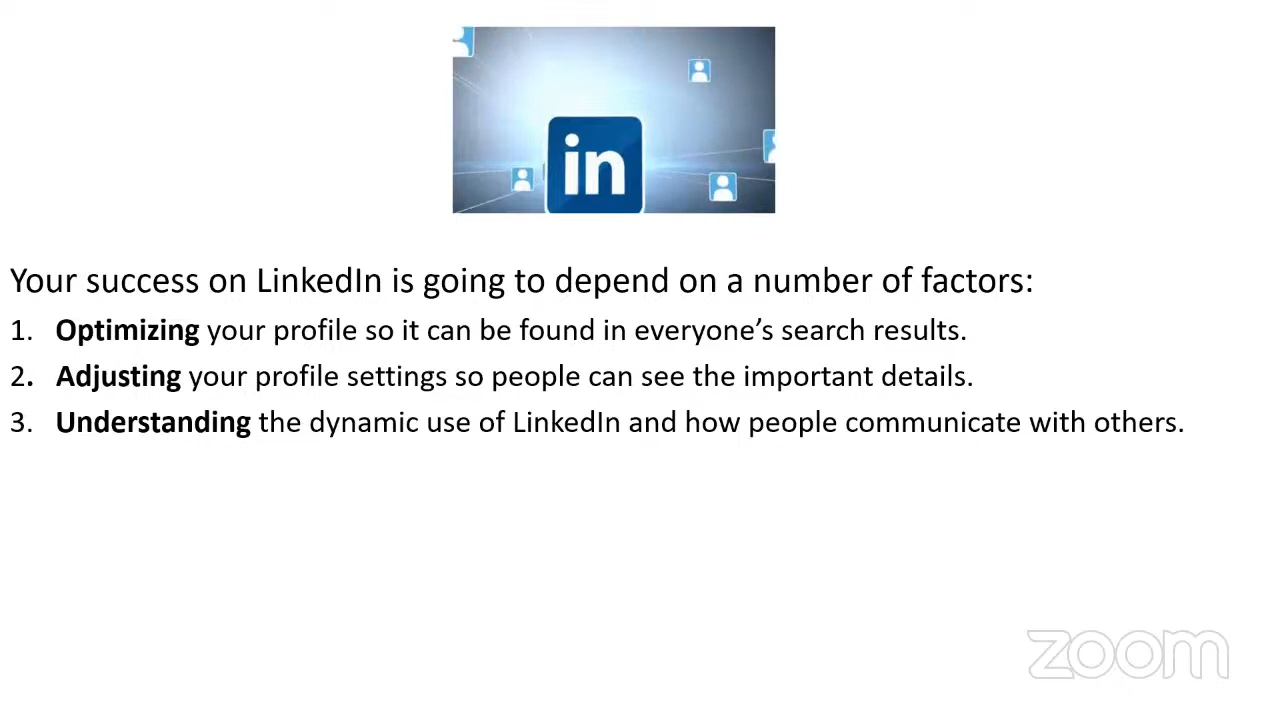 in
Your success on LinkedIn is going to depend on a number of factors:
1. Optimizing your profile so it can be found in everyone’s search results.
2. Adjusting your profile settings so people can see the important details.
3. Understanding the dynamic use of LinkedIn and how people communicate with others.
zoom